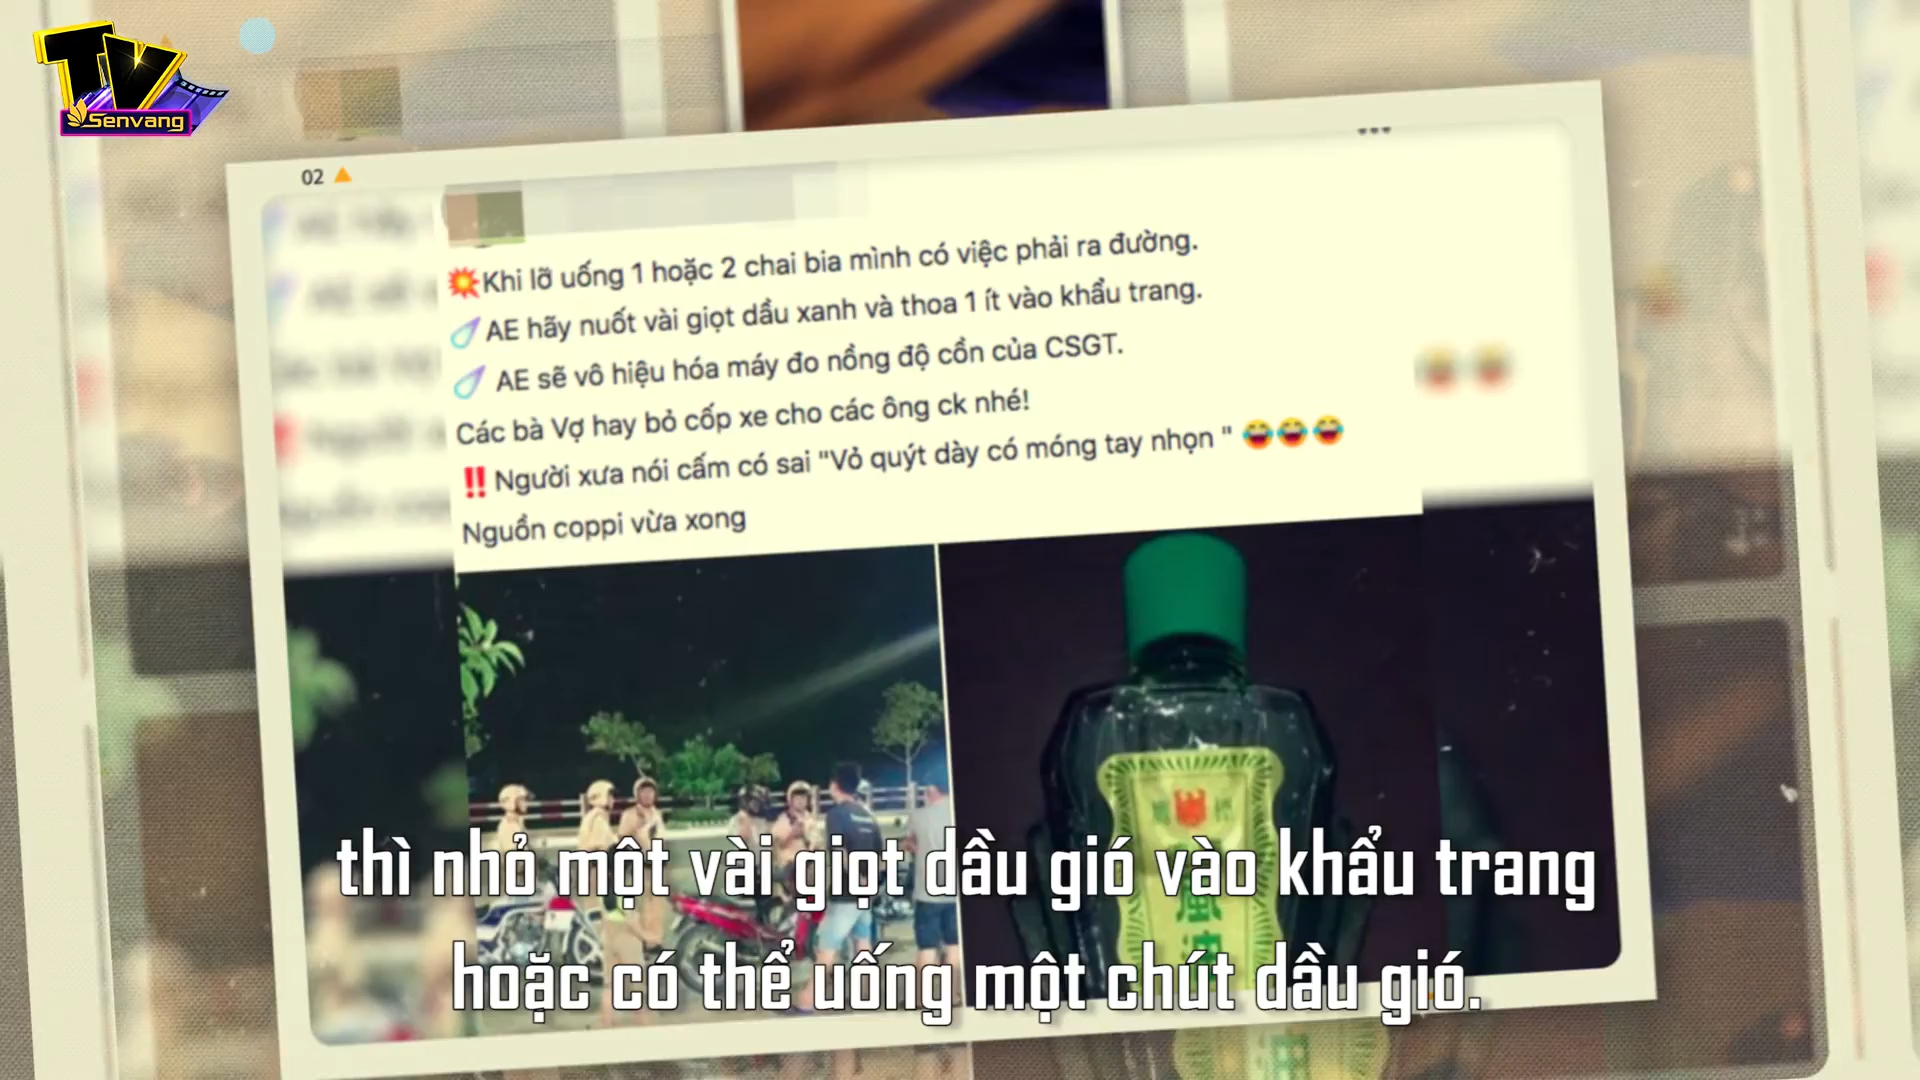 TV
Senvang
02
💥Khi lỡ uống 1 hoặc 2 chai bia mình có việc phải ra đường.
AE hãy nuốt vài giọt dầu xanh và thoa 1 ít vào khẩu trang.
AE sẽ vô hiệu hóa máy đo nồng độ cồn của CSGT.
Các bà Vợ hay bỏ cốp xe cho các ông ck nhé!
‼️Người xưa nói cấm có sai "Vỏ quýt dày có móng tay nhọn " 😂😂😂
Nguồn coppi vừa xong
thì nhỏ một vài giọt dầu gió vào khẩu trang
hoặc có thể uống một chút dầu gió.